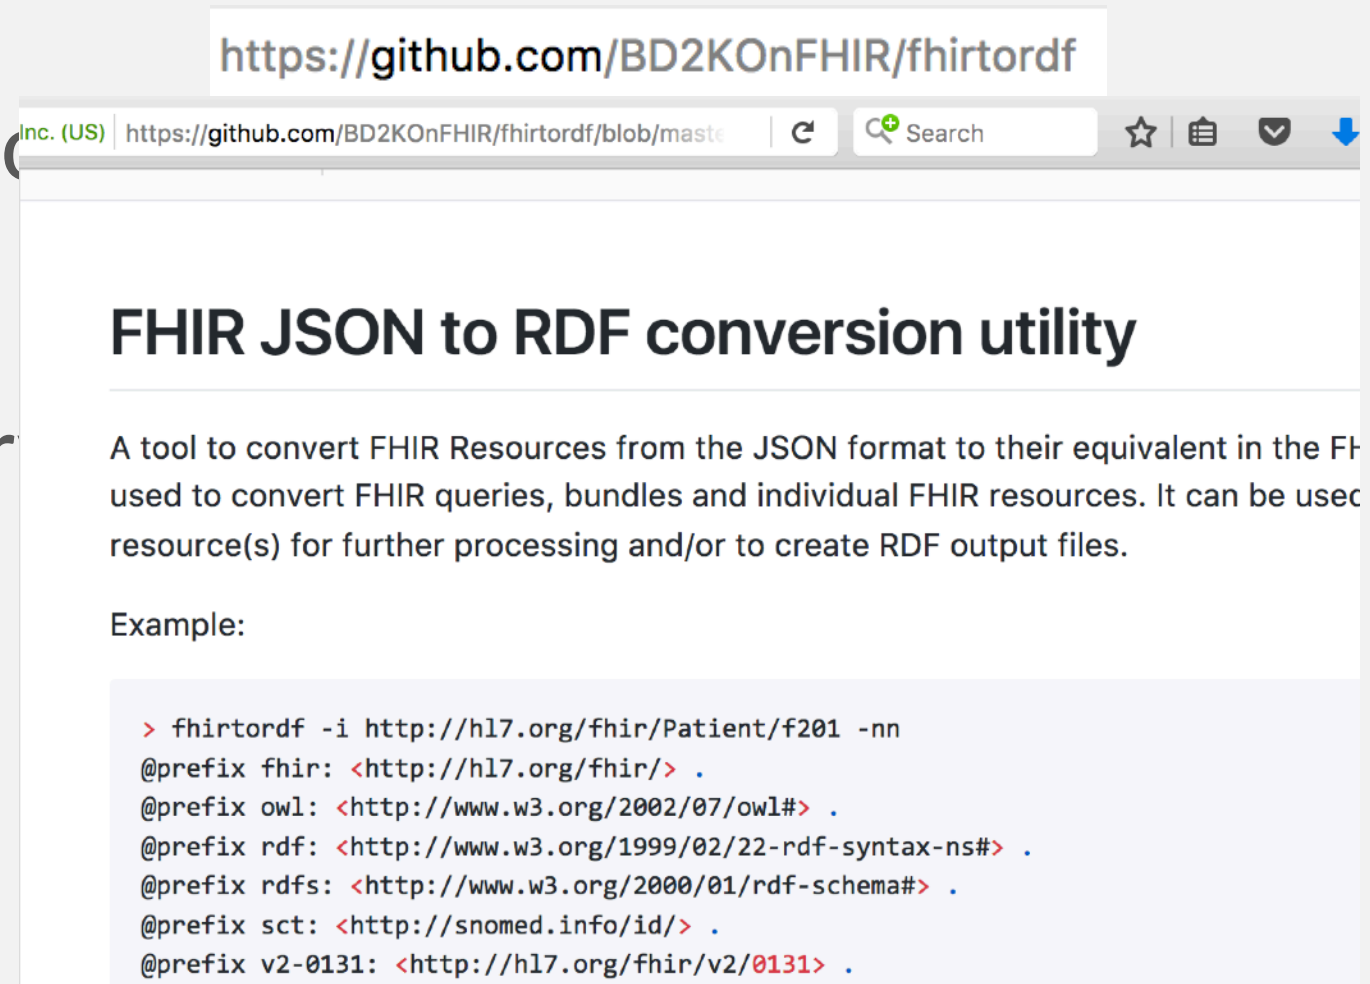 https://github.com/BD2KOnFHIR/fhirtordf
Inc. (US) https://github.com/BD2KOnFHIR/fhirtordf/blob/maste Search
FHIR JSON to RDF conversion utility
A tool to convert FHIR Resources from the JSON format to their equivalent in the FH
used to convert FHIR queries, bundles and individual FHIR resources. It can be used
resource(s) for further processing and/or to create RDF output files.
Example:
> fhirtordf -i http://hl7.org/fhir/Patient/f201 -nn
@prefix fhir: <http://hl7.org/fhir/> .
@prefix owl: <http://www.w3.org/2002/07/owl#> .
@prefix rdf: <http://www.w3.org/1999/02/22-rdf-syntax-ns#> .
@prefix rdfs: <http://www.w3.org/2000/01/rdf-schema#> .
@prefix sct: <http://snomed.info/id/> .
@prefix v2-0131: <http://hl7.org/fhir/v2/0131> .